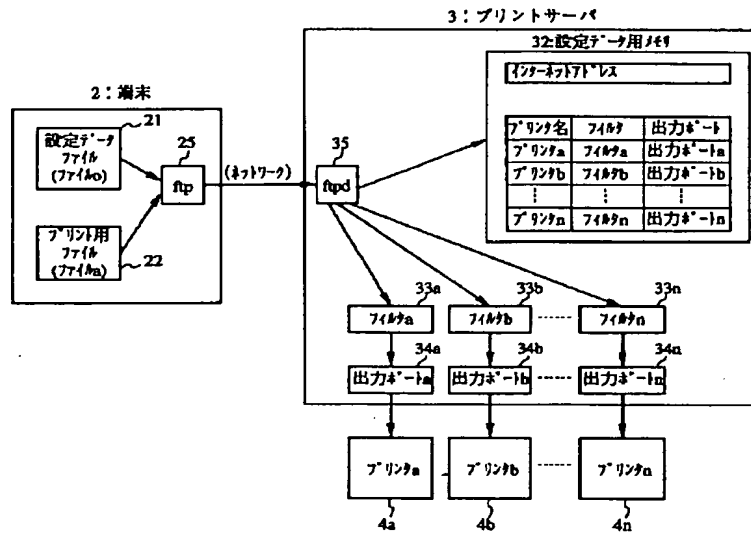 3：プリントサーバ
32:設定データ用メモリ
インターネットアドレス
プリンタ名 フィルタ 出力ポート
プリンタa フィルタa 出力ポートa
プリンタb フィルタb 出力ポートb
プリンタn フィルタn 出力ポートn
2：端末
21
設定データ
ファイル
(ファイルo)
25
ftp
(ネットワーク)
35
ftpd
プリント用
ファイル
(ファイルa)
22
33a
フィルタa
33b
フィルタb
33n
フィルタn
34a
出力ポートa
34b
出力ポートb
34n
出力ポートn
プリンタa
プリンタb
プリンタn
4a
4b
4n